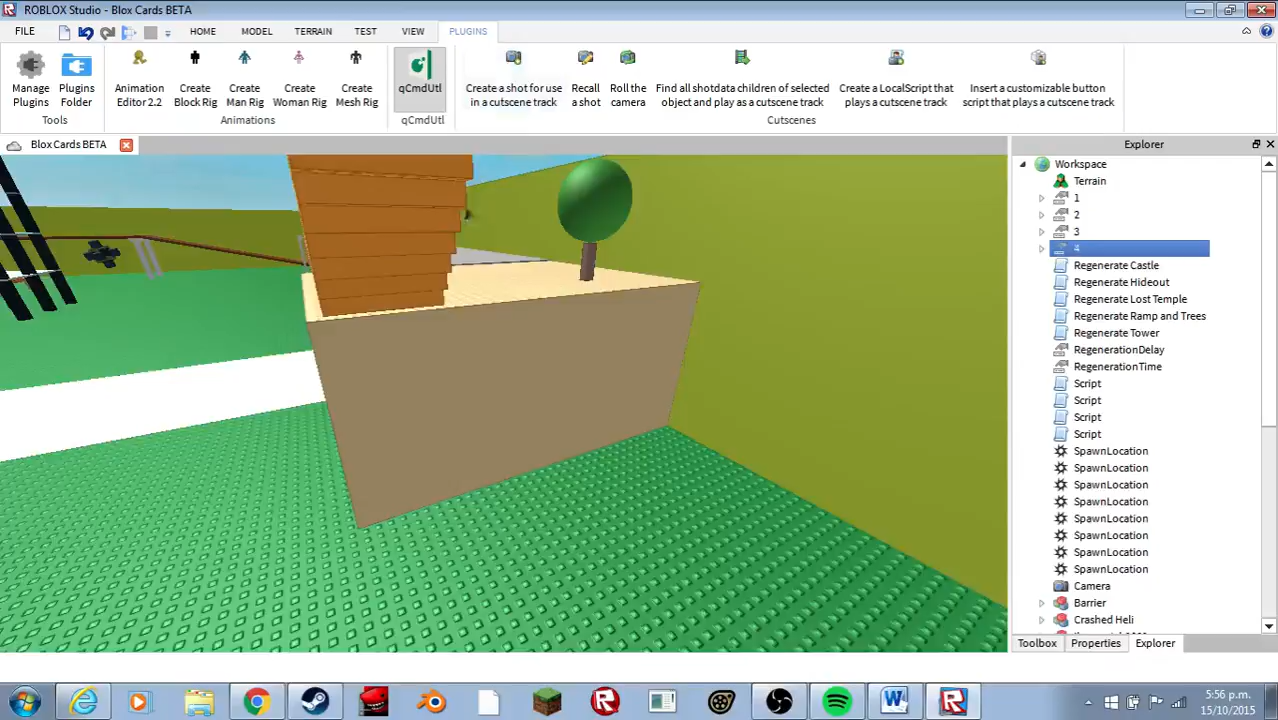 ROBLOX Studio - Blox Cards BETA
FILE
HOME
MODEL
TERRAIN
TEST
VIEW
PLUGINS
Manage Plugins
Plugins Folder
Tools
Animation Editor 2.2
Create Block Rig
Create Man Rig
Create Woman Rig
Create Mesh Rig
Animations
qCmdUtl
qCmdUtl
Create a shot for use in a cutscene track
Recall a shot
Roll the camera
Find all shotdata children of selected object and play as a cutscene track
Create a LocalScript that plays a cutscene track
Insert a customizable button script that plays a cutscene track
Cutscenes
Blox Cards BETA
Explorer
Workspace
Terrain
1
2
3
4
Regenerate Castle
Regenerate Hideout
Regenerate Lost Temple
Regenerate Ramp and Trees
Regenerate Tower
RegenerationDelay
RegenerationTime
Script
Script
Script
Script
SpawnLocation
SpawnLocation
SpawnLocation
SpawnLocation
SpawnLocation
SpawnLocation
SpawnLocation
SpawnLocation
Camera
Barrier
Crashed Heli
Toolbox
Properties
Explorer
5:56 p.m.
15/10/2015